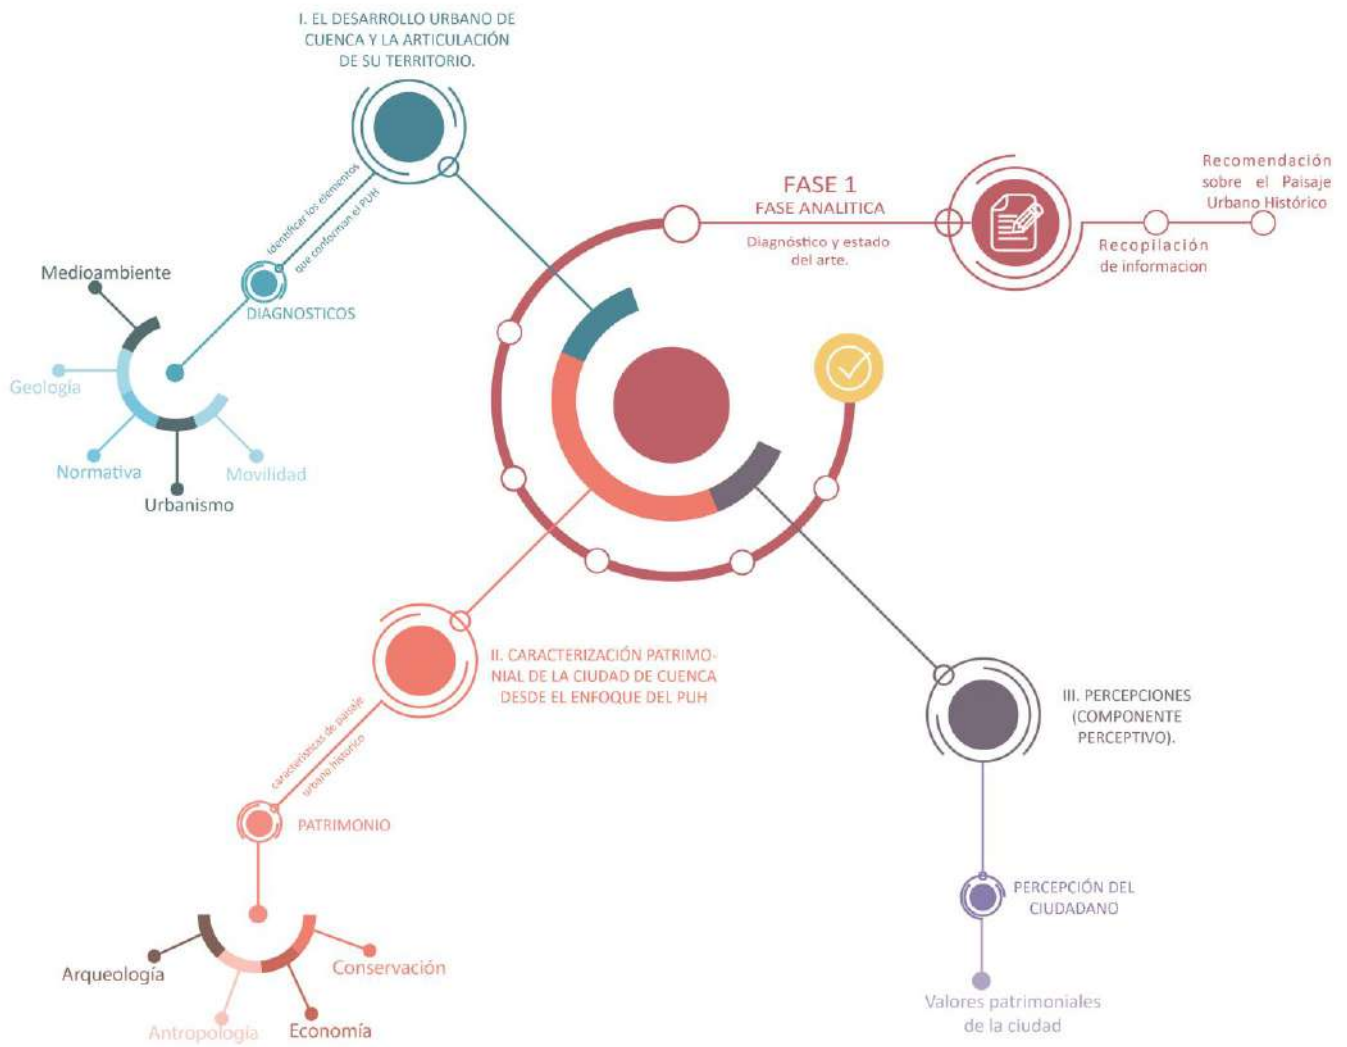 I. EL DESARROLLO URBANO DE
CUENCA Y LA ARTICULACIÓN
DE SU TERRITORIO.
Identificar los elementos
que conforman el PUH
DIAGNOSTICOS
Medioambiente
Geología
Normativa
Urbanismo
Movilidad
FASE 1
FASE ANALITICA
Diagnóstico y estado
del arte.
Recopilación
de informacion
Recomendación
sobre el Paisaje
Urbano Histórico
II. CARACTERIZACIÓN PATRIMO-
NIAL DE LA CIUDAD DE CUENCA
DESDE EL ENFOQUE DEL PUH
características de paisaje
urbano histórico
PATRIMONIO
Arqueología
Antropología
Economía
Conservación
III. PERCEPCIONES
(COMPONENTE
PERCEPTIVO).
PERCEPCIÓN DEL
CIUDADANO
Valores patrimoniales
de la ciudad